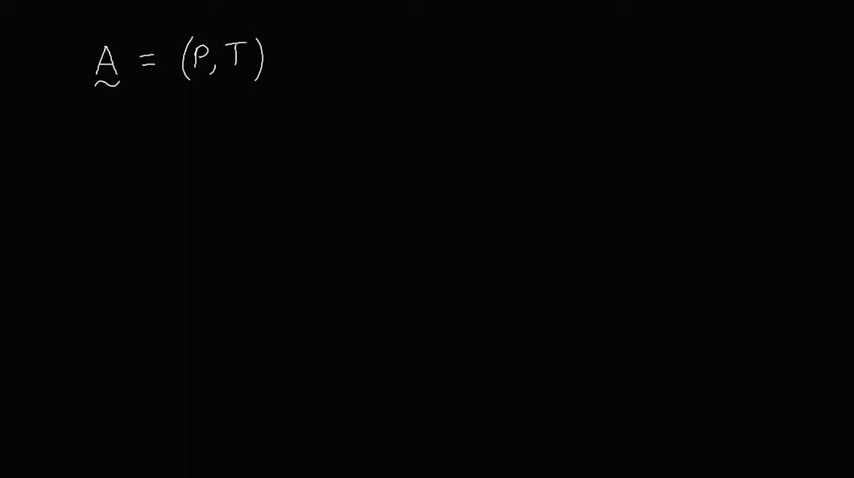 A = (P, T)